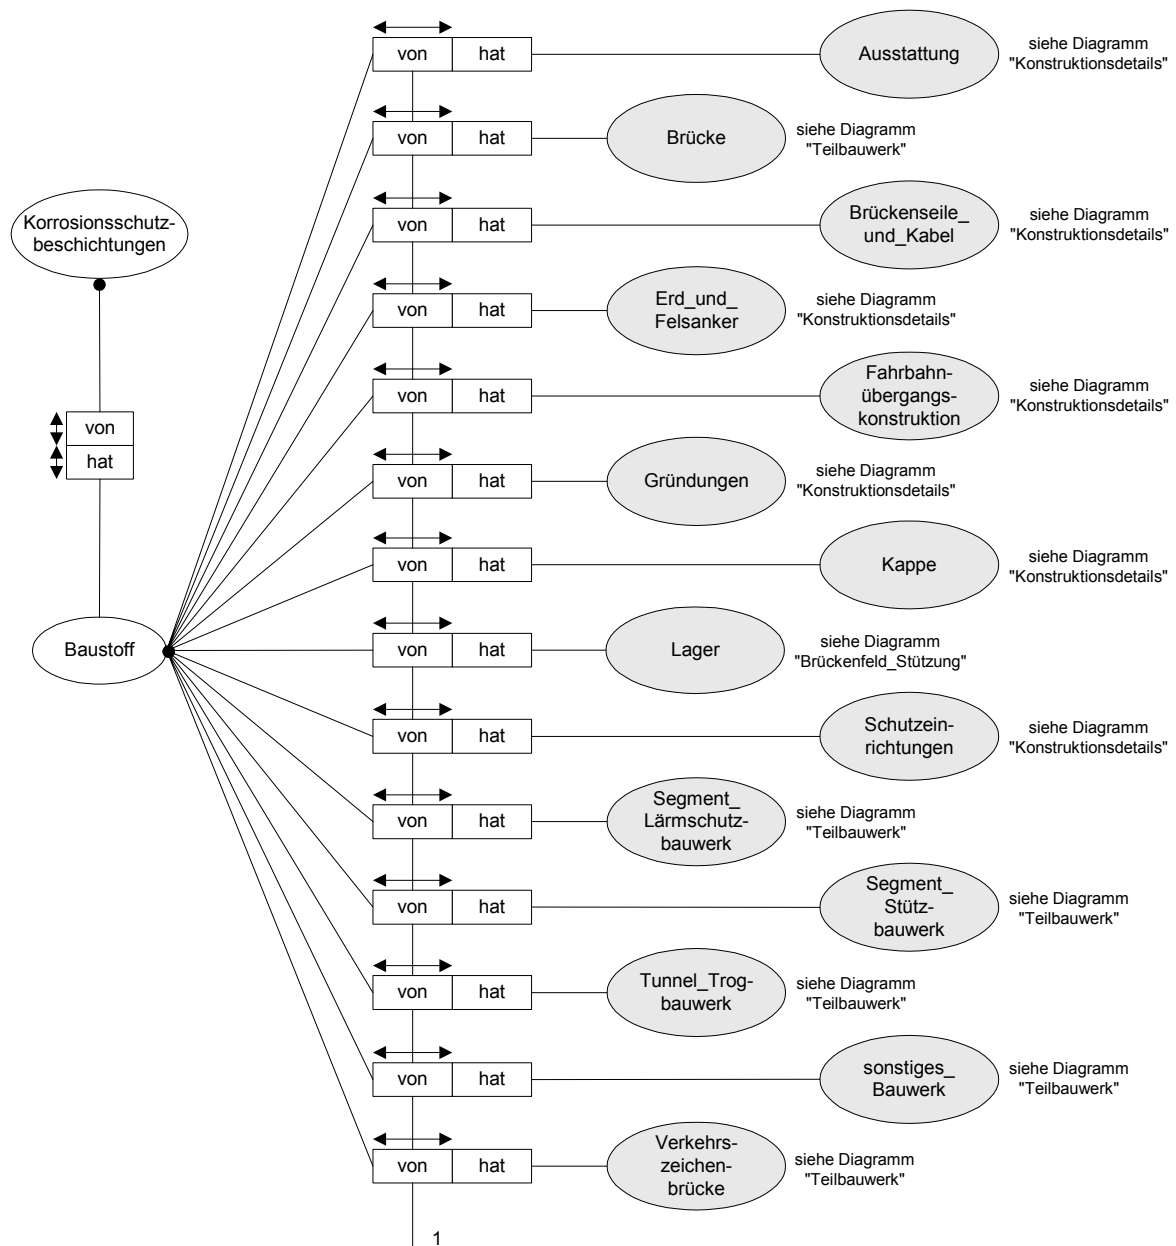 von hat
Ausstattung
siehe Diagramm
"Konstruktionsdetails"
von hat
Brücke
siehe Diagramm
"Teilbauwerk"
Korrosionsschutz-
beschichtungen
von hat
Brückenseile_
und_Kabel
siehe Diagramm
"Konstruktionsdetails"
von hat
Erd_und_
Felsanker
siehe Diagramm
"Konstruktionsdetails"
von hat
Fahrbahn-
übergangs-
konstruktion
siehe Diagramm
"Konstruktionsdetails"
von
hat
von hat
Gründungen
siehe Diagramm
"Konstruktionsdetails"
von hat
Kappe
siehe Diagramm
"Konstruktionsdetails"
Baustoff
von hat
Lager
siehe Diagramm
"Brückenfeld_Stützung"
von hat
Schutzein-
richtungen
siehe Diagramm
"Konstruktionsdetails"
von hat
Segment_
Lärmschutz-
bauwerk
siehe Diagramm
"Teilbauwerk"
von hat
Segment_
Stütz-
bauwerk
siehe Diagramm
"Teilbauwerk"
von hat
Tunnel_Trog-
bauwerk
siehe Diagramm
"Teilbauwerk"
von hat
sonstiges_
Bauwerk
siehe Diagramm
"Teilbauwerk"
von hat
Verkehrs-
zeichen-
brücke
siehe Diagramm
"Teilbauwerk"
1